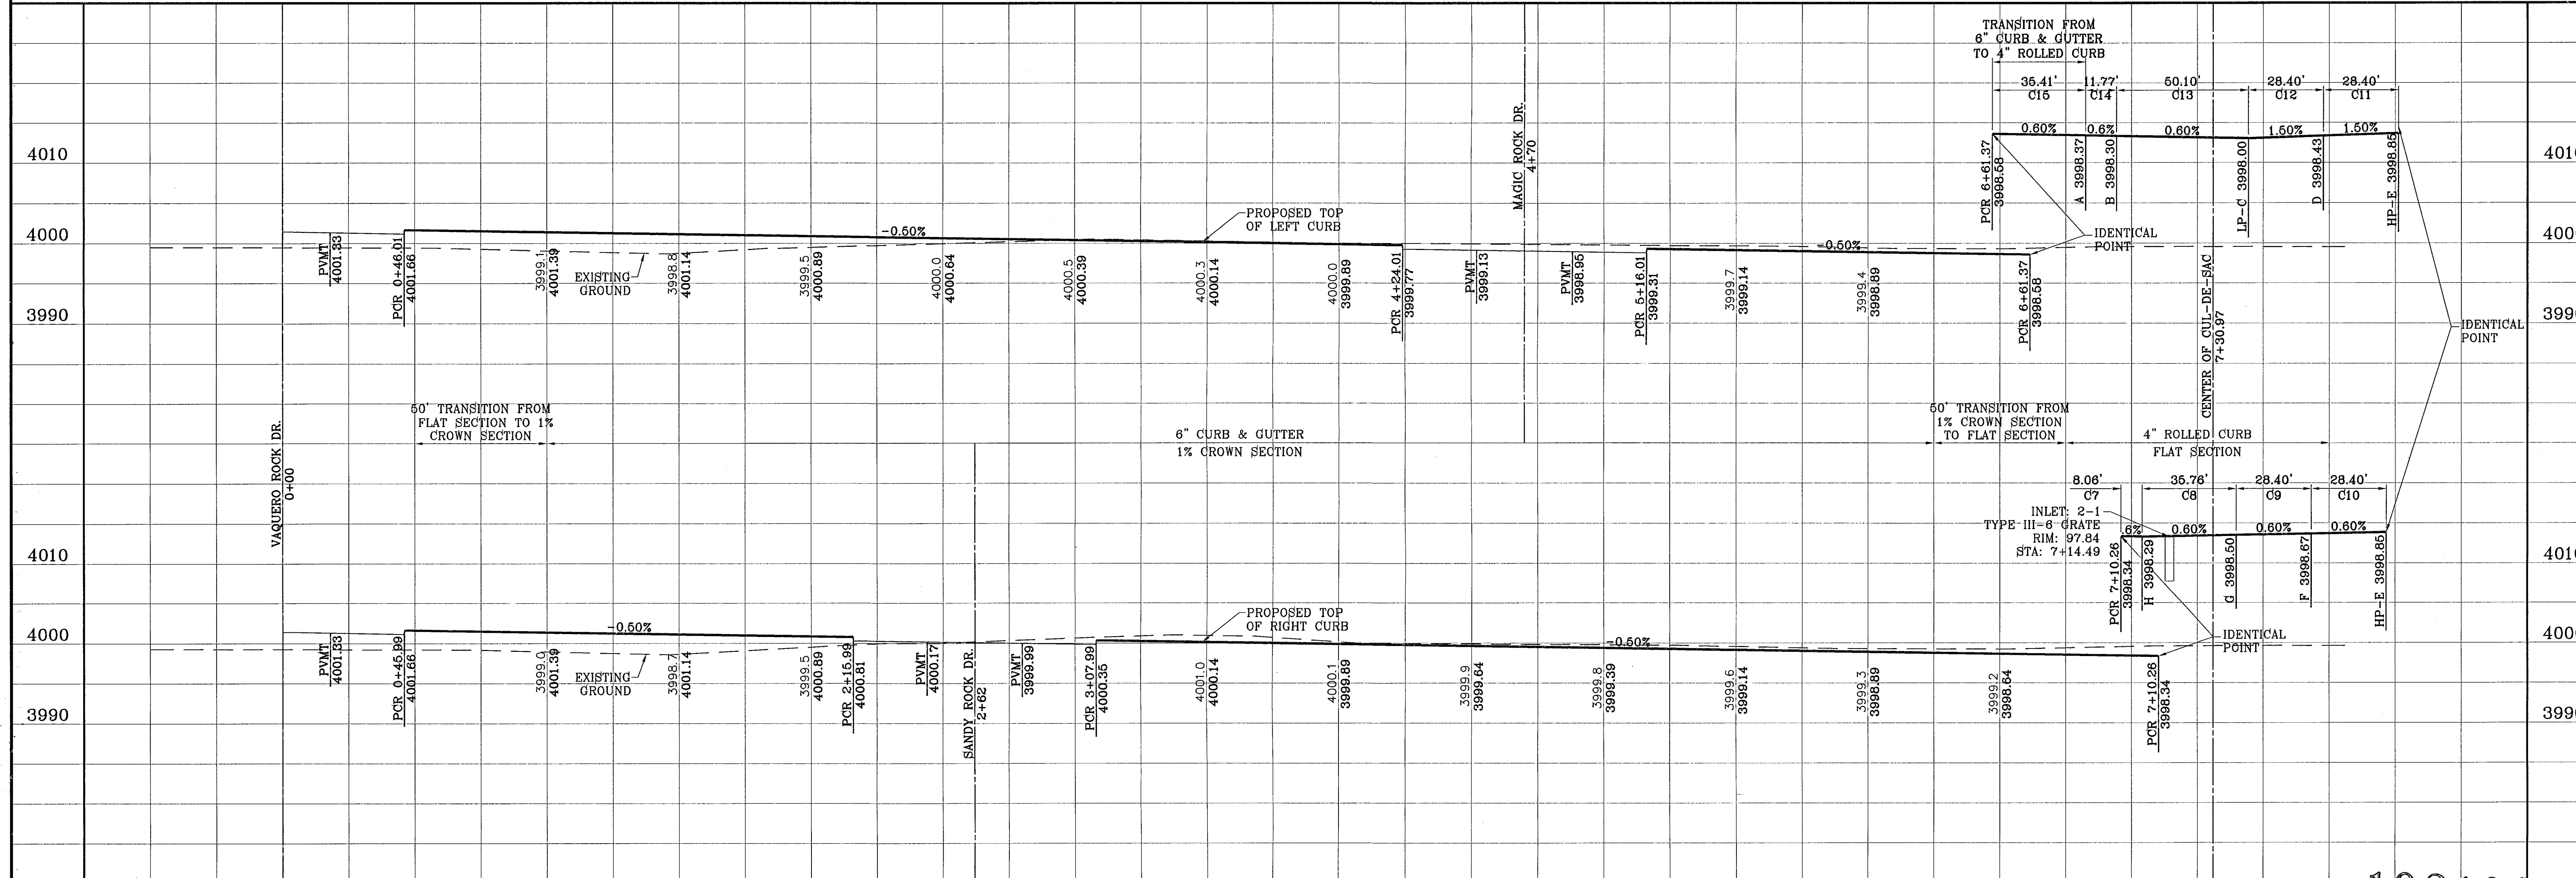 TRANSITION FROM
6" CURB & GUTTER
TO 4" ROLLED CURB
35.41' 11.77' 50.10' 28.40' 28.40'
C15 C14 C13 C12 C11
0.60% 0.6% 0.60% 1.50% 1.50%
PCR 6+61.37
3998.58
A 3998.37
B 3998.30
LP-C 3998.00
D 3998.43
HP-E 3998.85
IDENTICAL
POINT
4010
4000
3990
MAGIC ROCK DR.
4+70
PROPOSED TOP
OF LEFT CURB
-0.50%
-0.50%
PVMT
4001.33
PCR 0+46.01
4001.66
3999.1
4001.39
EXISTING
GROUND
3998.8
4001.14
3999.5
4000.89
4000.0
4000.64
4000.5
4000.39
4000.3
4000.14
4000.0
3999.89
PCR 4+24.01
3999.77
PVMT
3999.13
PVMT
3998.95
PCR 5+16.01
3999.31
3999.7
3999.14
3999.4
3998.89
PCR 6+61.37
3998.58
CENTER OF CUL-DE-SAC
7+30.97
IDENTICAL
POINT
VAQUERO ROCK DR.
0+00
50' TRANSITION FROM
FLAT SECTION TO 1%
CROWN SECTION
6" CURB & GUTTER
1% CROWN SECTION
50' TRANSITION FROM
1% CROWN SECTION
TO FLAT SECTION
4" ROLLED CURB
FLAT SECTION
8.06' 35.76' 28.40' 28.40'
C7 C8 C9 C10
INLET: 2-1
TYPE III-6 GRATE
RIM: 97.84
STA: 7+14.49
.6% 0.60% 0.60% 0.60%
PCR 7+10.26
3998.34
H 3998.29
G 3998.50
F 3998.67
HP-E 3998.85
4010
4000
3990
PROPOSED TOP
OF RIGHT CURB
-0.50%
-0.50%
PVMT
4001.33
PCR 0+45.99
4001.66
3999.0
4001.39
EXISTING
GROUND
3998.7
4001.14
3999.5
4000.89
PCR 2+15.99
4000.81
PVMT
4000.17
SANDY ROCK DR.
2+62
PVMT
3999.99
PCR 3+07.99
4000.35
4001.0
4000.14
4000.1
3999.89
3999.9
3999.64
3999.8
3999.39
3999.6
3999.14
3999.3
3998.89
3999.2
3998.64
PCR 7+10.26
3998.34
IDENTICAL
POINT